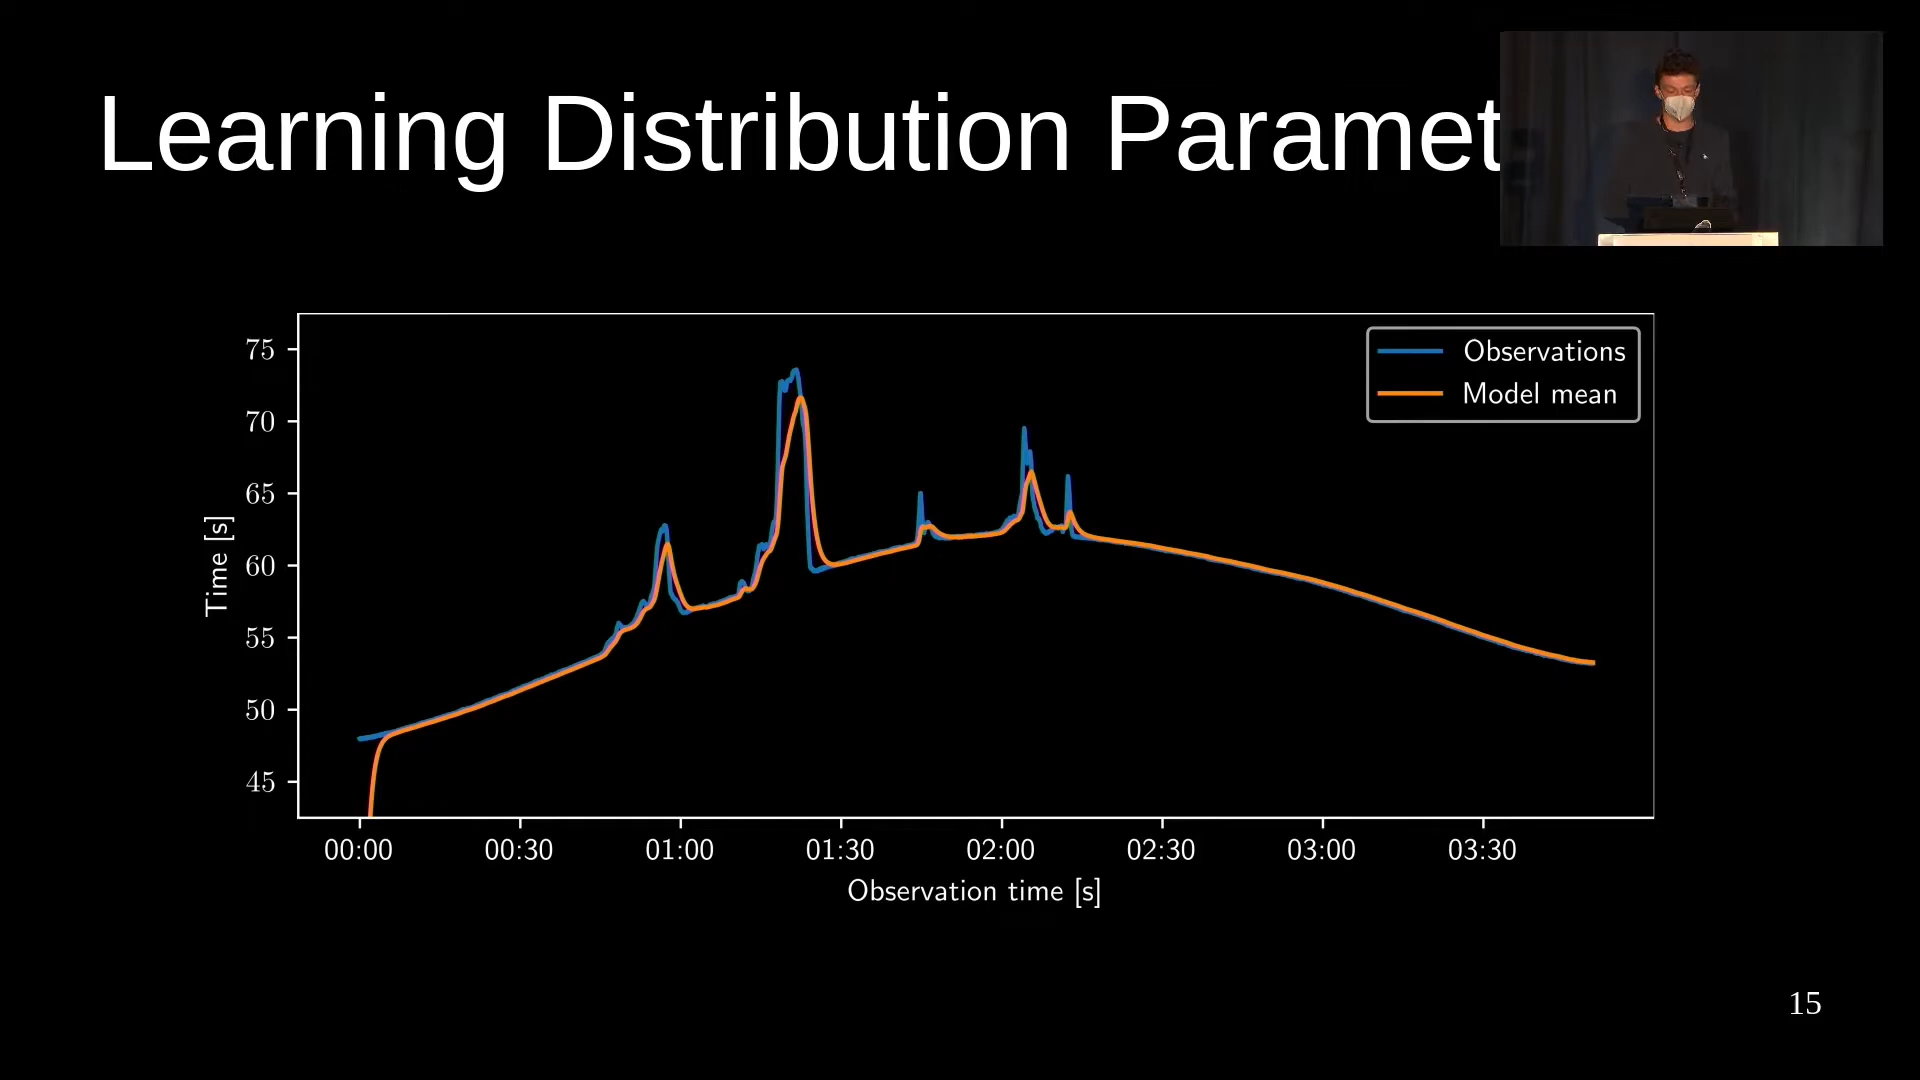 Learning Distribution Paramet
Observations
Model mean
75
70
65
60
55
50
45
Time [s]
00:00 00:30 01:00 01:30 02:00 02:30 03:00 03:30
Observation time [s]
15